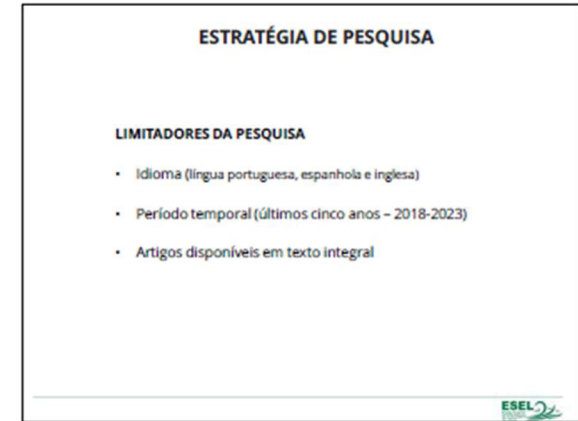 ESTRATÉGIA DE PESQUISA
LIMITADORES DA PESQUISA
• Idioma (língua portuguesa, espanhola e inglesa)
• Período temporal (últimos cinco anos – 2018-2023)
• Artigos disponíveis em texto integral
ESEL